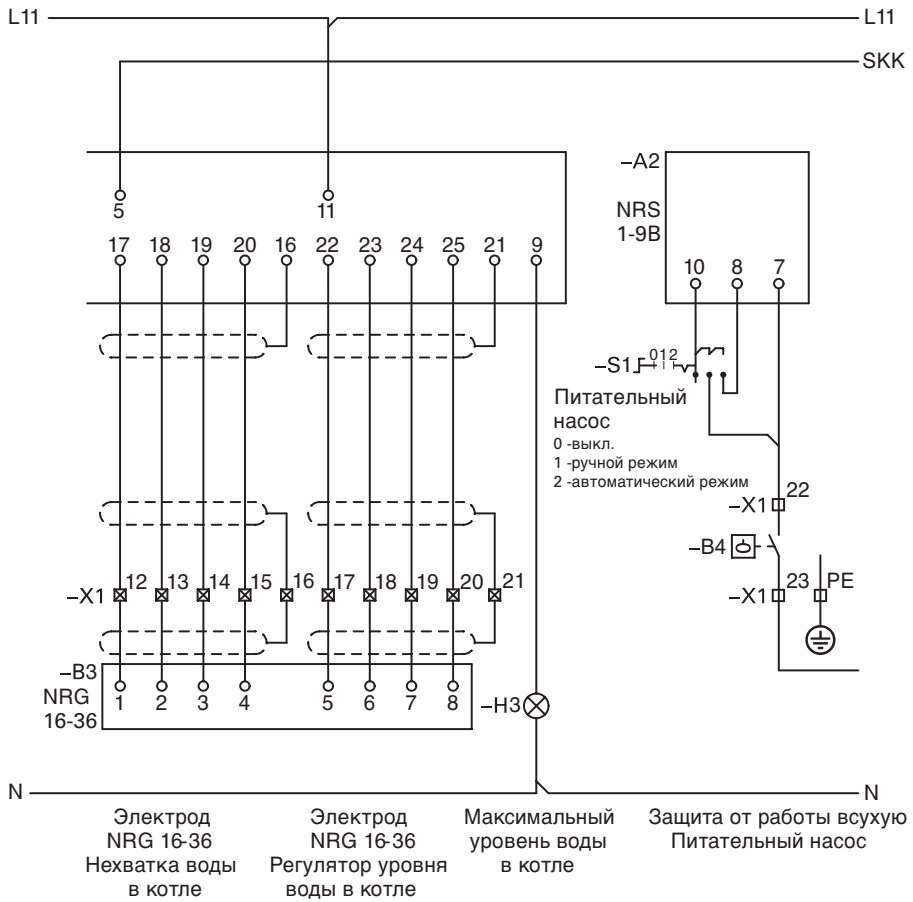 L11 L11
SKK
–A2
NRS
1-9B
5 11
17 18 19 20 16 22 23 24 25 21 9
10 8 7
–S1 012
Питательный
насос
0 -выкл.
1 -ручной режим
2 -автоматический режим
–X1 22
–B4
–X1 12 13 14 15 16 17 18 19 20 21
–X1 23 PE
–B3
NRG
16-36
1 2 3 4 5 6 7 8
–H3
N N
Электрод
NRG 16-36
Нехватка воды
в котле
Электрод
NRG 16-36
Регулятор уровня
воды в котле
Максимальный
уровень воды
в котле
Защита от работы всухую
Питательный насос